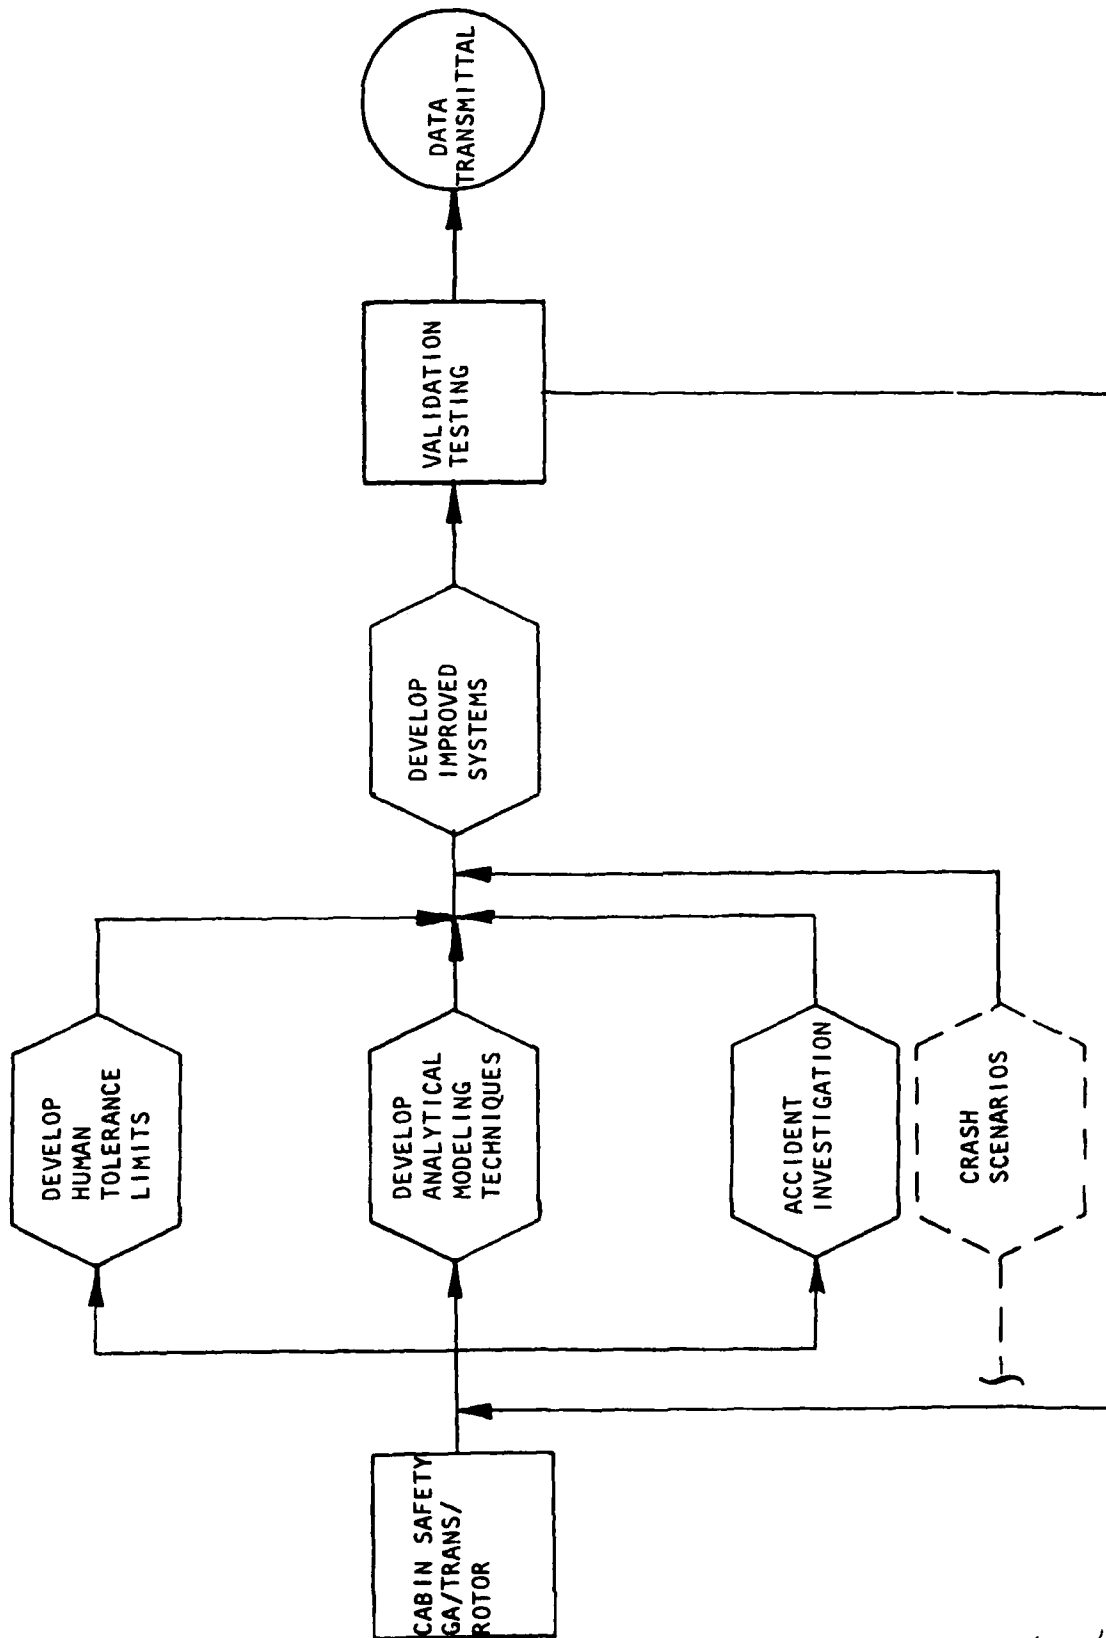 CABIN SAFETY
GA/TRANS/
ROTOR
DEVELOP
HUMAN
TOLERANCE
LIMITS
DEVELOP
ANALYTICAL
MODELING
TECHNIQUES
ACCIDENT
INVESTIGATION
CRASH
SCENARIOS
DEVELOP
IMPROVED
SYSTEMS
VALIDATION
TESTING
DATA
TRANSMITTAL